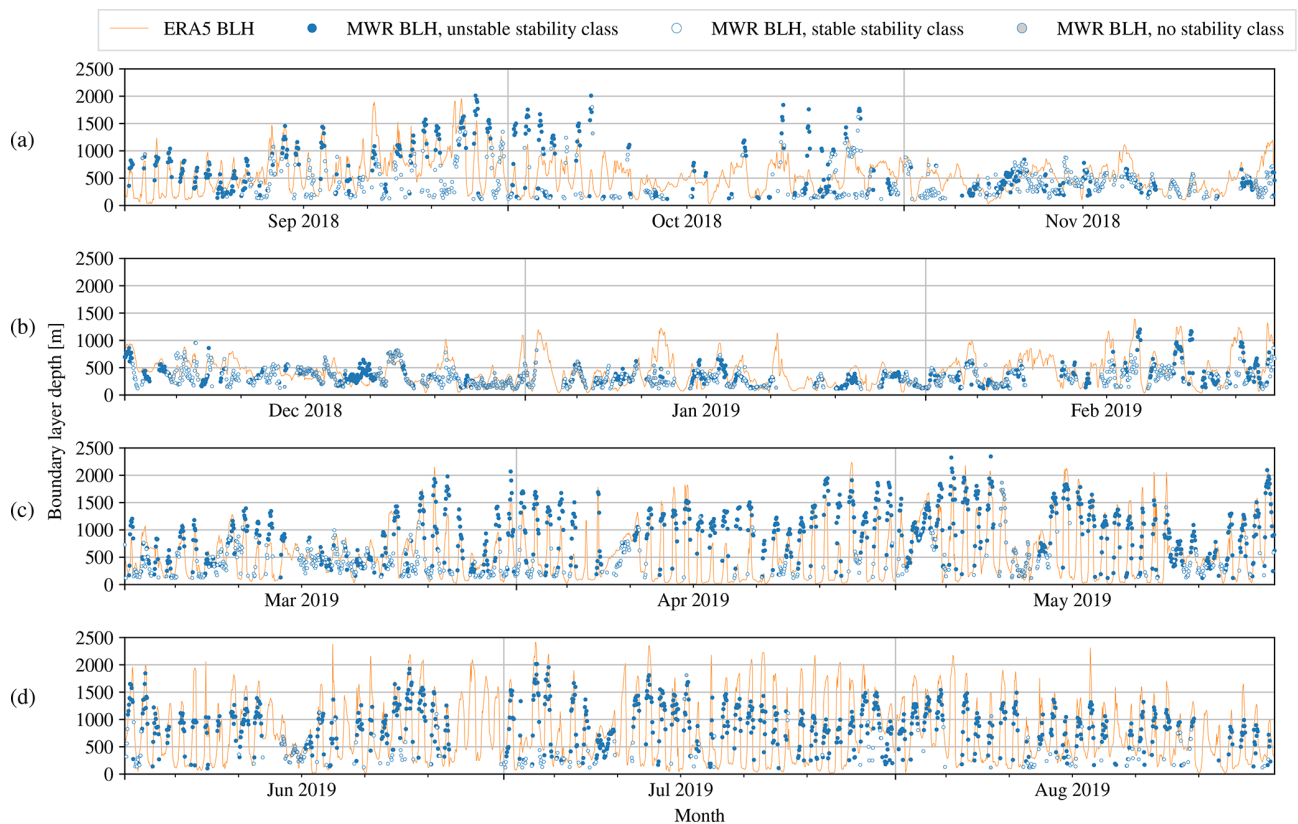 ERA5 BLH MWR BLH, unstable stability class MWR BLH, stable stability class MWR BLH, no stability class
(a)
2500
2000
1500
1000
500
0
Sep 2018 Oct 2018 Nov 2018
(b)
2500
2000
1500
1000
500
0
Dec 2018 Jan 2019 Feb 2019
Boundary layer depth [m]
(c)
2500
2000
1500
1000
500
0
Mar 2019 Apr 2019 May 2019
(d)
2500
2000
1500
1000
500
0
Jun 2019 Jul 2019 Aug 2019
Month